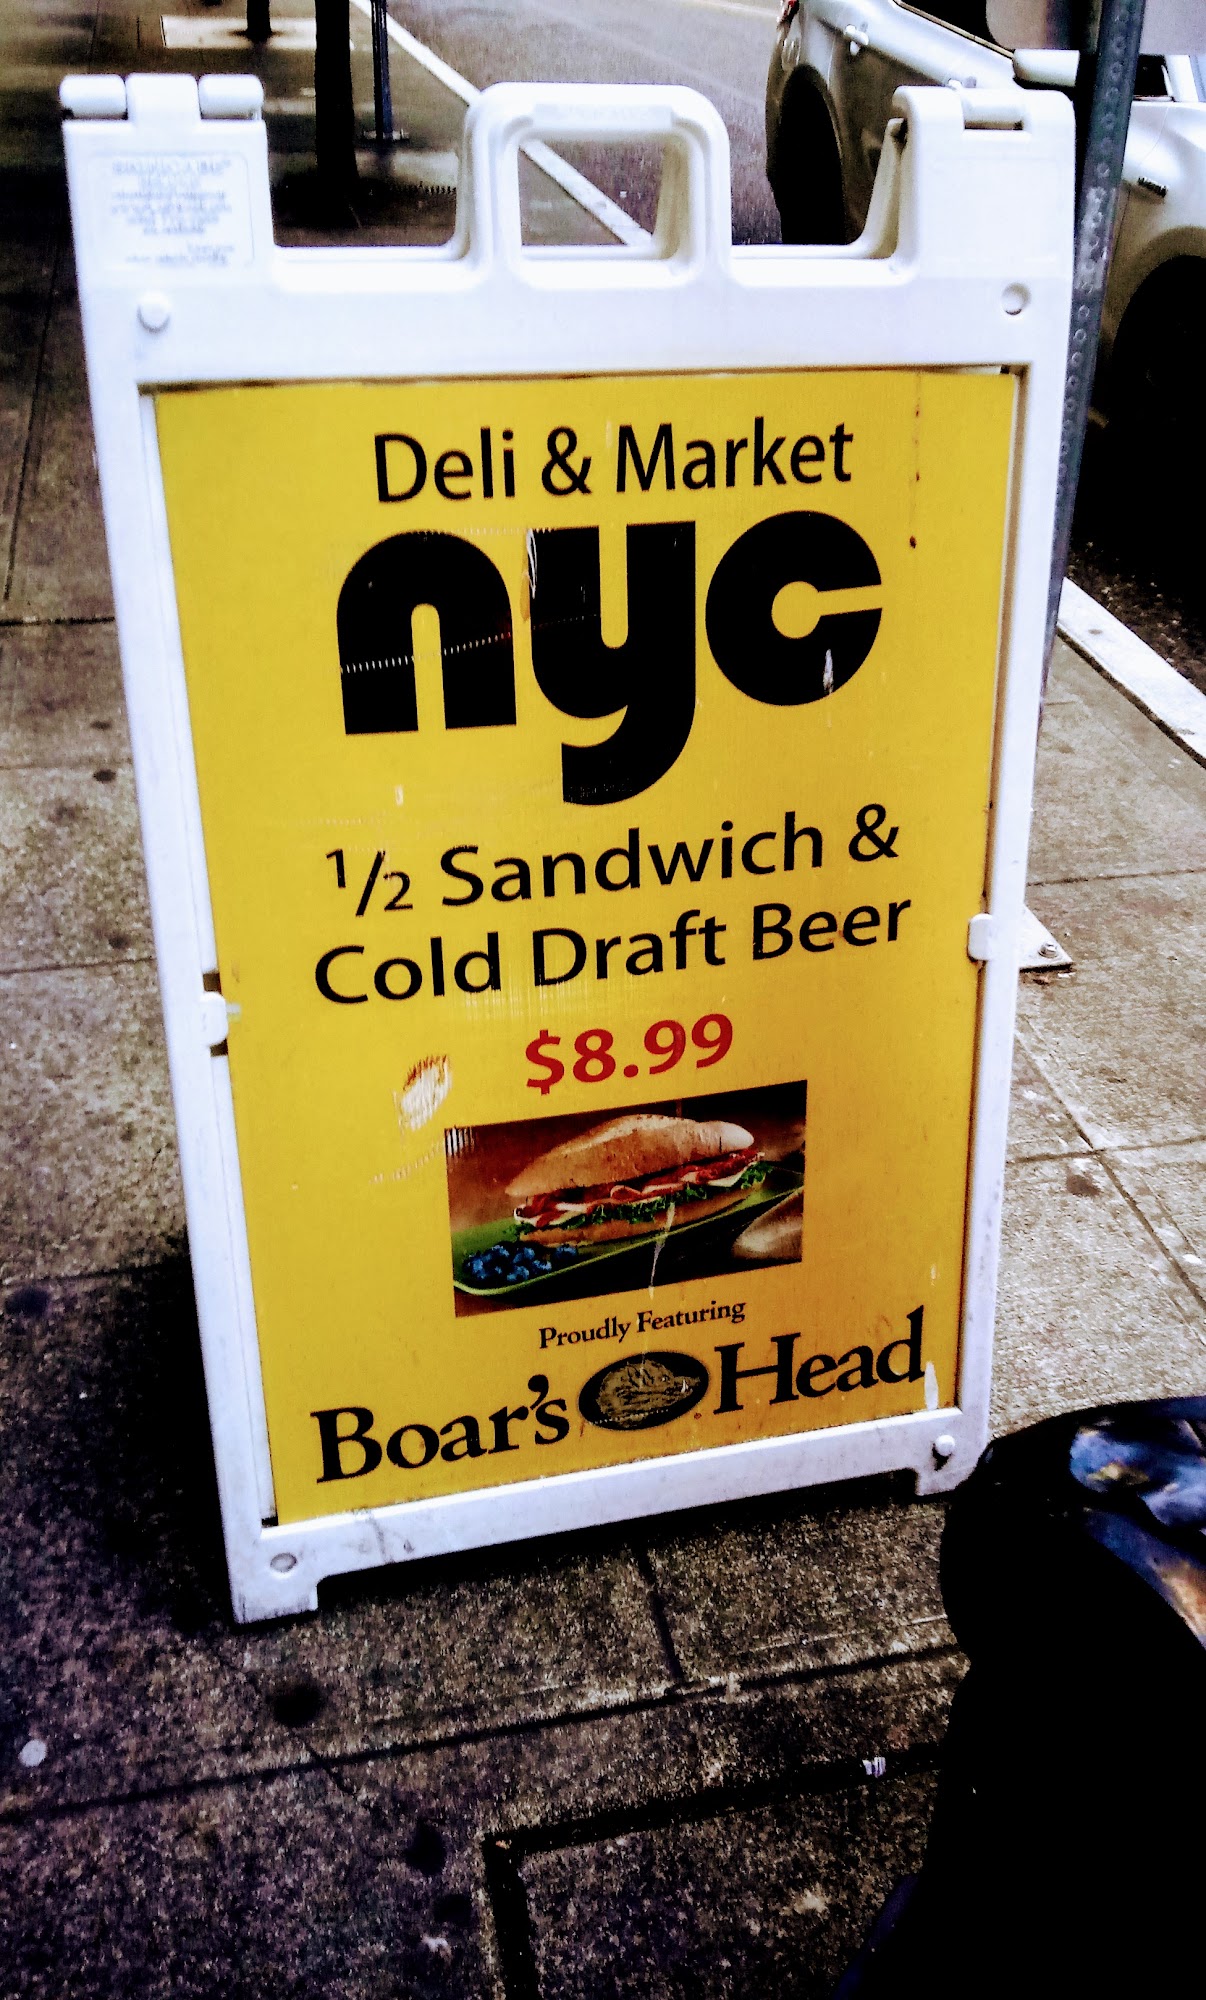 Deli & Market
nyc
½ Sandwich &
Cold Draft Beer
$8.99
Proudly Featuring
Boar's Head